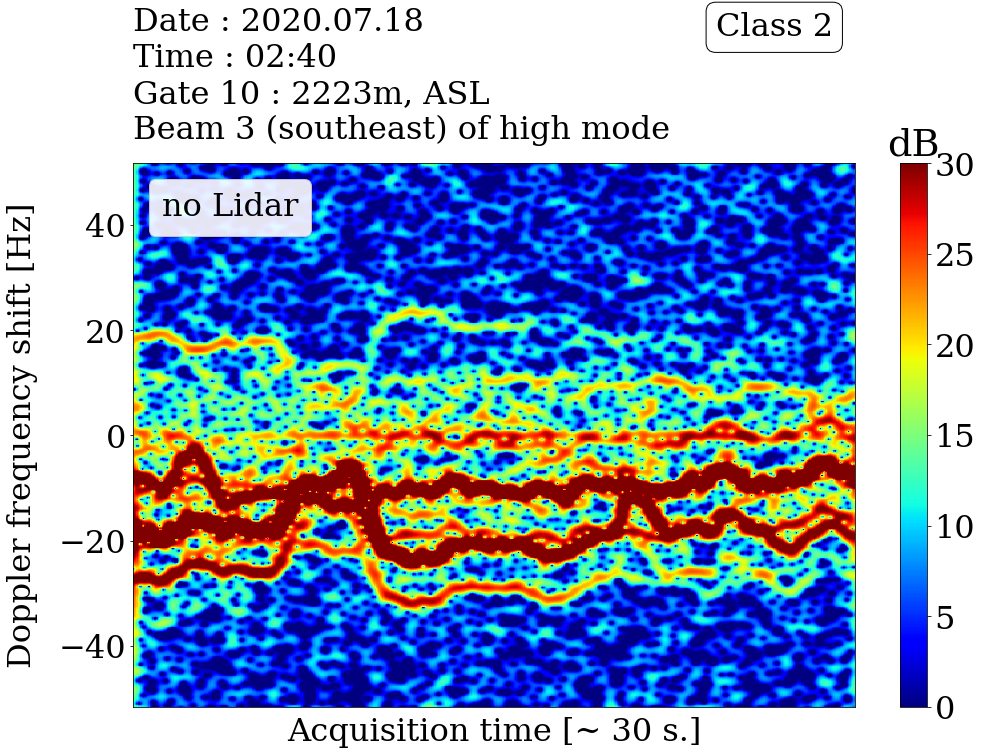 Date : 2020.07.18
Time : 02:40
Gate 10 : 2223m, ASL
Beam 3 (southeast) of high mode
Class 2
dB
no Lidar
Doppler frequency shift [Hz]
40
20
0
−20
−40
30
25
20
15
10
5
0
Acquisition time [~ 30 s.]